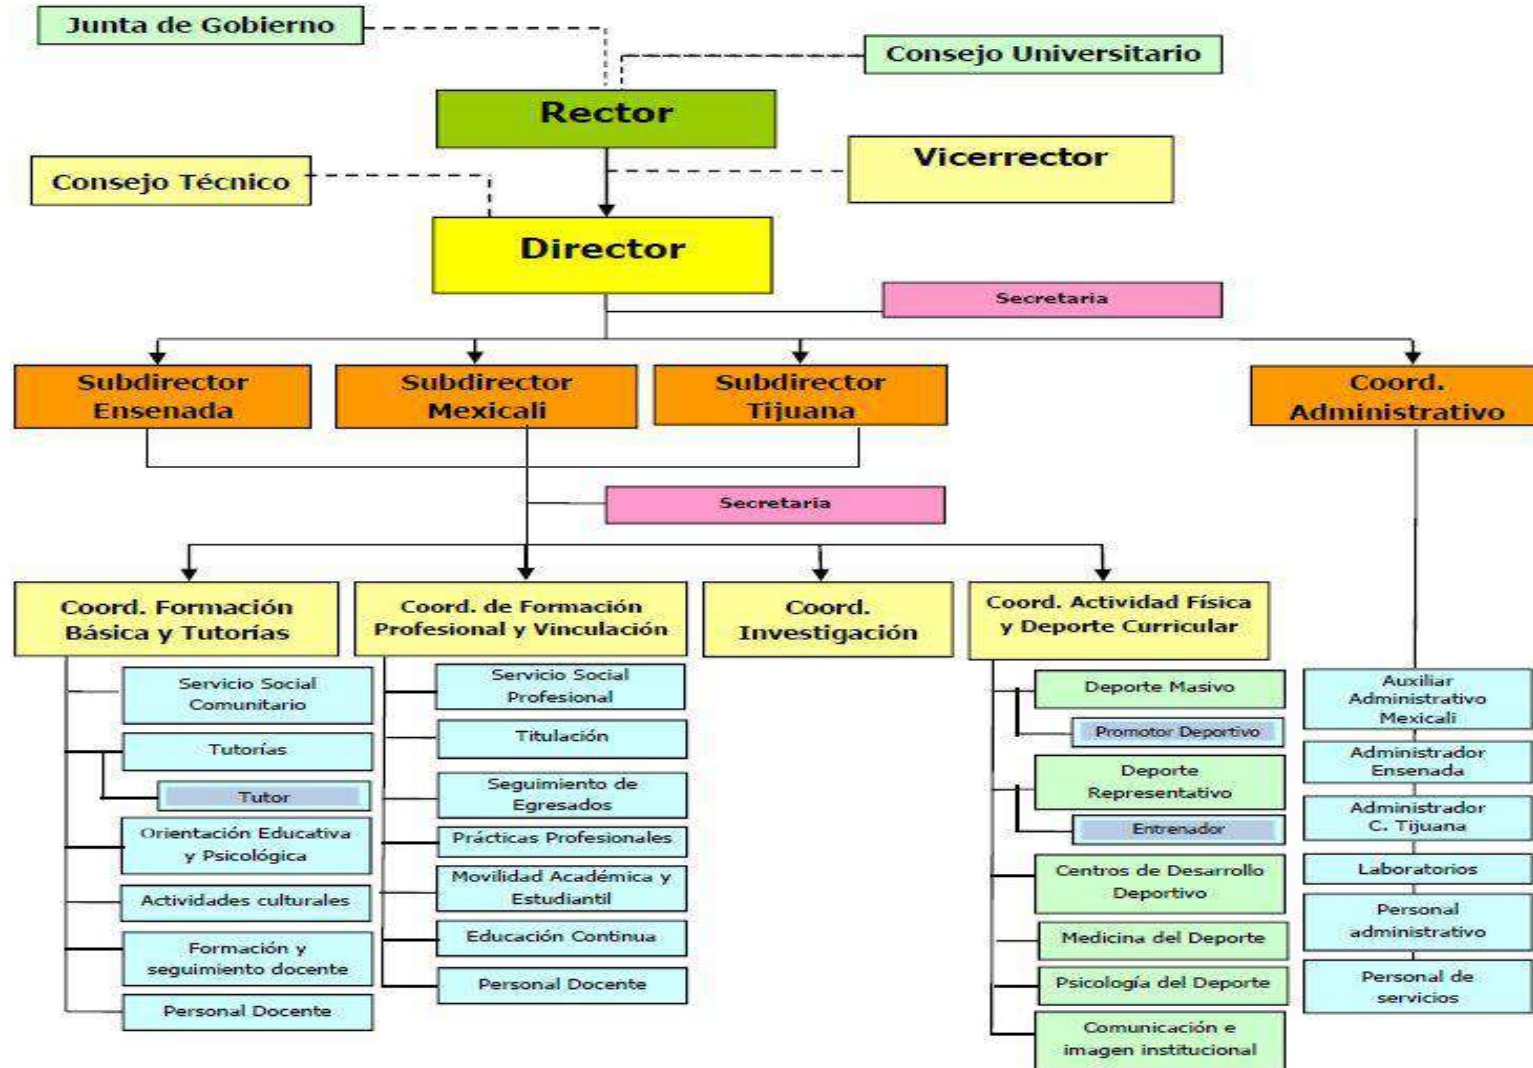 Junta de Gobierno
Consejo Universitario
Rector
Vicerrector
Consejo Técnico
Director
Secretaria
Subdirector
Ensenada
Subdirector
Mexicali
Subdirector
Tijuana
Coord.
Administrativo
Secretaria
Coord. Formación
Básica y Tutorías
Coord. de Formación
Profesional y Vinculación
Coord.
Investigación
Coord. Actividad Física
y Deporte Curricular
Servicio Social
Comunitario
Tutorías
Tutor
Orientación Educativa
y Psicológica
Actividades culturales
Formación y
seguimiento docente
Personal Docente
Servicio Social
Profesional
Titulación
Seguimiento de
Egresados
Prácticas Profesionales
Movilidad Académica y
Estudiantil
Educación Continua
Personal Docente
Deporte Masivo
Promotor Deportivo
Deporte
Representativo
Entrenador
Centros de Desarrollo
Deportivo
Medicina del Deporte
Psicología del Deporte
Comunicación e
imagen institucional
Auxiliar
Administrativo
Mexicali
Administrador
Ensenada
Administrador
C. Tijuana
Laboratorios
Personal
administrativo
Personal de
servicios